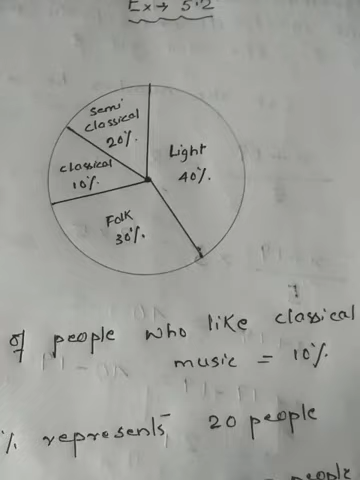 Ex → 5.2
Semi
classical
20%
Light
40%
classical
10%
Folk
30%.
of people who like classical
music = 10%
% represents 20 people
people